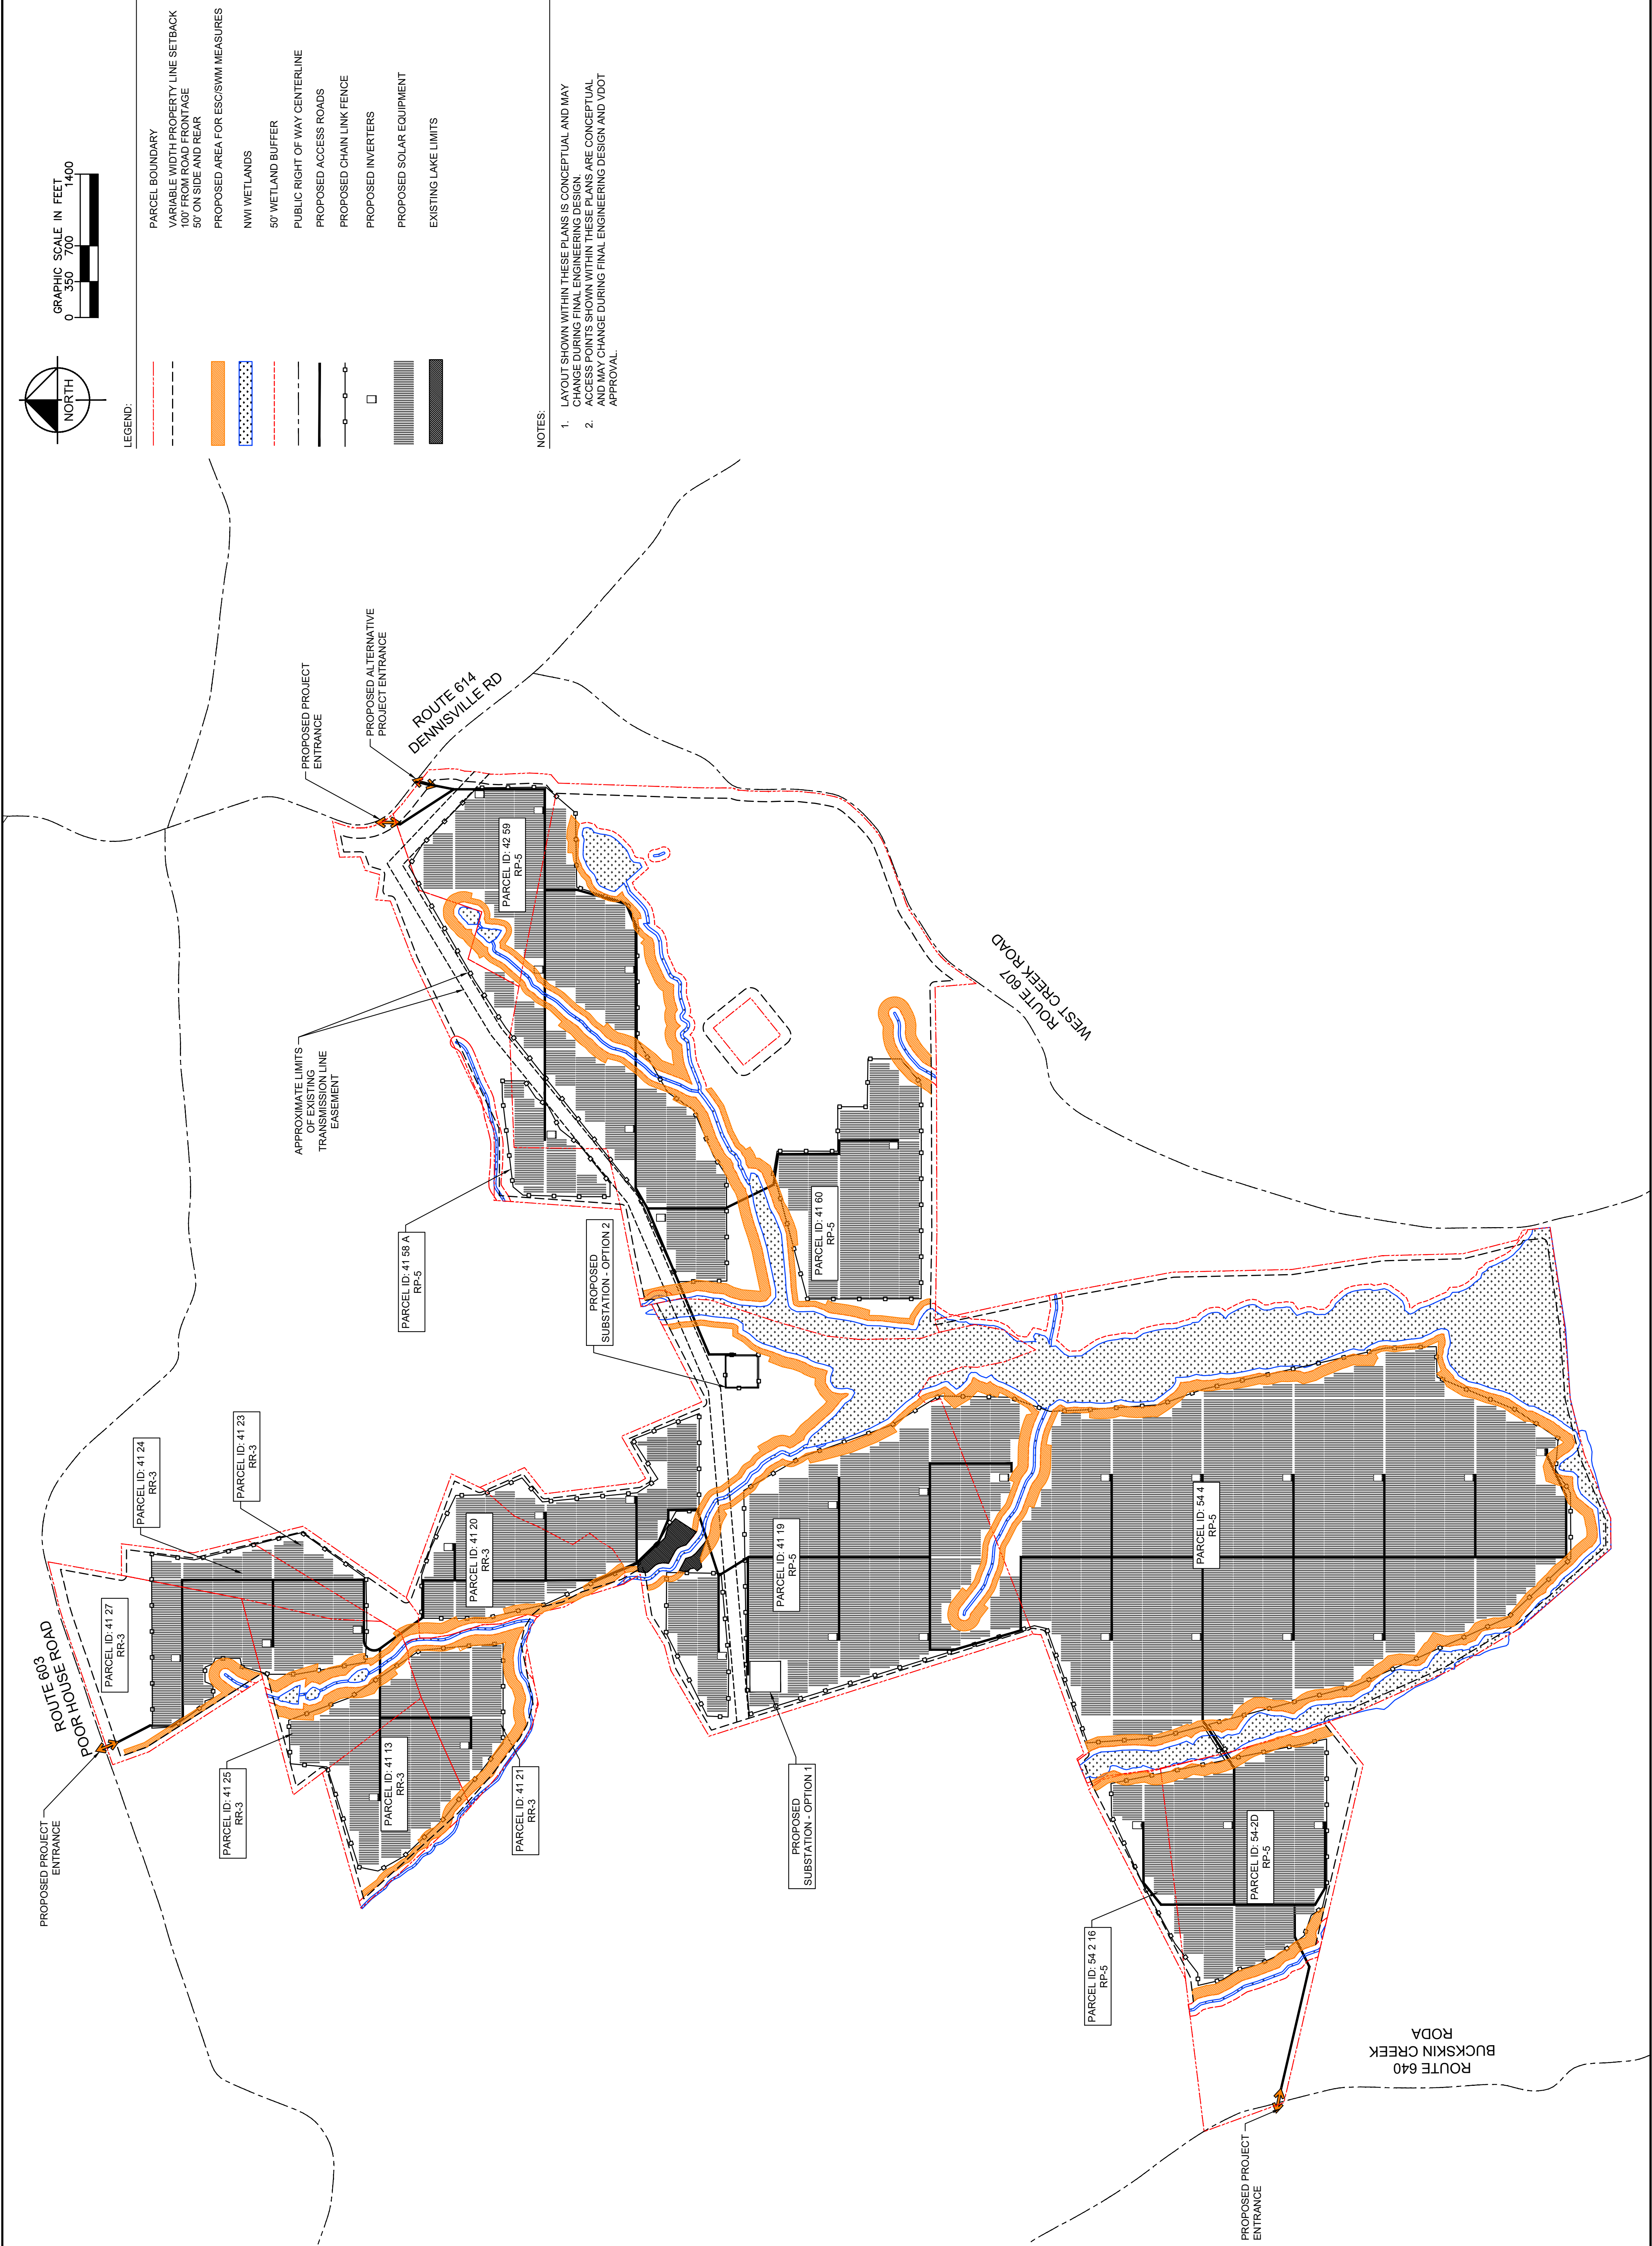 NORTH
GRAPHIC SCALE IN FEET
0 350 700 1400
LEGEND:
PARCEL BOUNDARY
VARIABLE WIDTH PROPERTY LINE SETBACK
100' FROM ROAD FRONTAGE
50' ON SIDE AND REAR
PROPOSED AREA FOR ESC/SWM MEASURES
NWI WETLANDS
50' WETLAND BUFFER
PUBLIC RIGHT OF WAY CENTERLINE
PROPOSED ACCESS ROADS
PROPOSED CHAIN LINK FENCE
PROPOSED INVERTERS
PROPOSED SOLAR EQUIPMENT
EXISTING LAKE LIMITS
NOTES:
1. LAYOUT SHOWN WITHIN THESE PLANS IS CONCEPTUAL AND MAY
CHANGE DURING FINAL ENGINEERING DESIGN.
2. ACCESS POINTS SHOWN WITHIN THESE PLANS ARE CONCEPTUAL
AND MAY CHANGE DURING FINAL ENGINEERING DESIGN AND VDOT
APPROVAL.
PROPOSED PROJECT
ENTRANCE
ROUTE 603
POOR HOUSE ROAD
PARCEL ID: 41 27
RR-3
PARCEL ID: 41 24
RR-3
PARCEL ID: 41 23
RR-3
PARCEL ID: 41 25
RR-3
PARCEL ID: 41 13
RR-3
PARCEL ID: 41 21
RR-3
PARCEL ID: 41 20
RR-3
APPROXIMATE LIMITS
OF EXISTING
TRANSMISSION LINE
EASEMENT
PROPOSED PROJECT
ENTRANCE
PROPOSED ALTERNATIVE
PROJECT ENTRANCE
ROUTE 614
DENNISVILLE RD
PARCEL ID: 41 58 A
RP-5
PARCEL ID: 42 59
RP-5
PROPOSED
SUBSTATION - OPTION 2
PARCEL ID: 41 60
RP-5
PARCEL ID: 41 19
RP-5
PROPOSED
SUBSTATION - OPTION 1
ROUTE 607
WEST CREEK ROAD
PARCEL ID: 54 4
RP-5
PARCEL ID: 54 2 16
RP-5
PARCEL ID: 54-2D
RP-5
PROPOSED PROJECT
ENTRANCE
ROUTE 640
BUCKSKIN CREEK
RODA